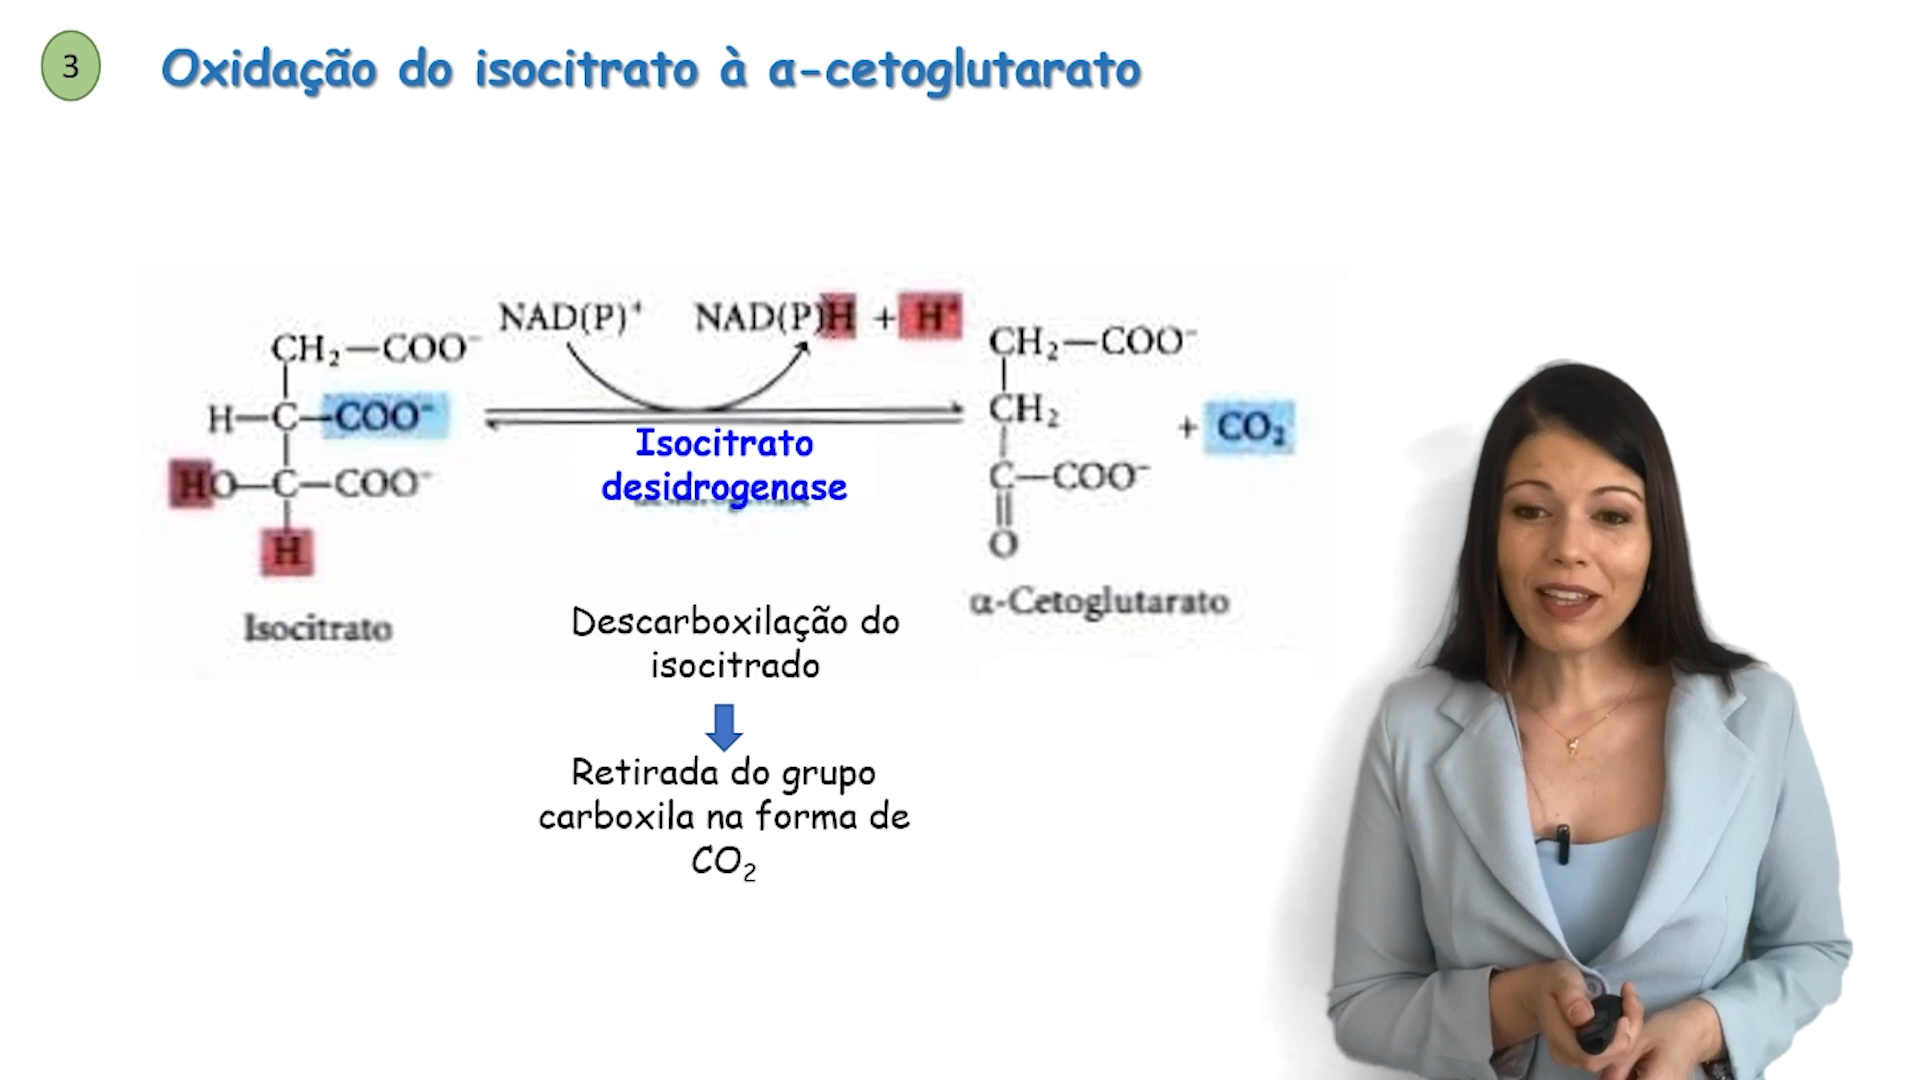 3
Oxidação do isocitrato à α-cetoglutarato
NAD(P)⁺ NAD(P)H + H⁺
CH₂—COO⁻
H—C—COO⁻
HO—C—COO⁻
H
Isocitrato
Isocitrato
desidrogenase
CH₂—COO⁻
CH₂
C—COO⁻
O
+ CO₂
α-Cetoglutarato
Descarboxilação do
isocitrado
Retirada do grupo
carboxila na forma de
CO₂